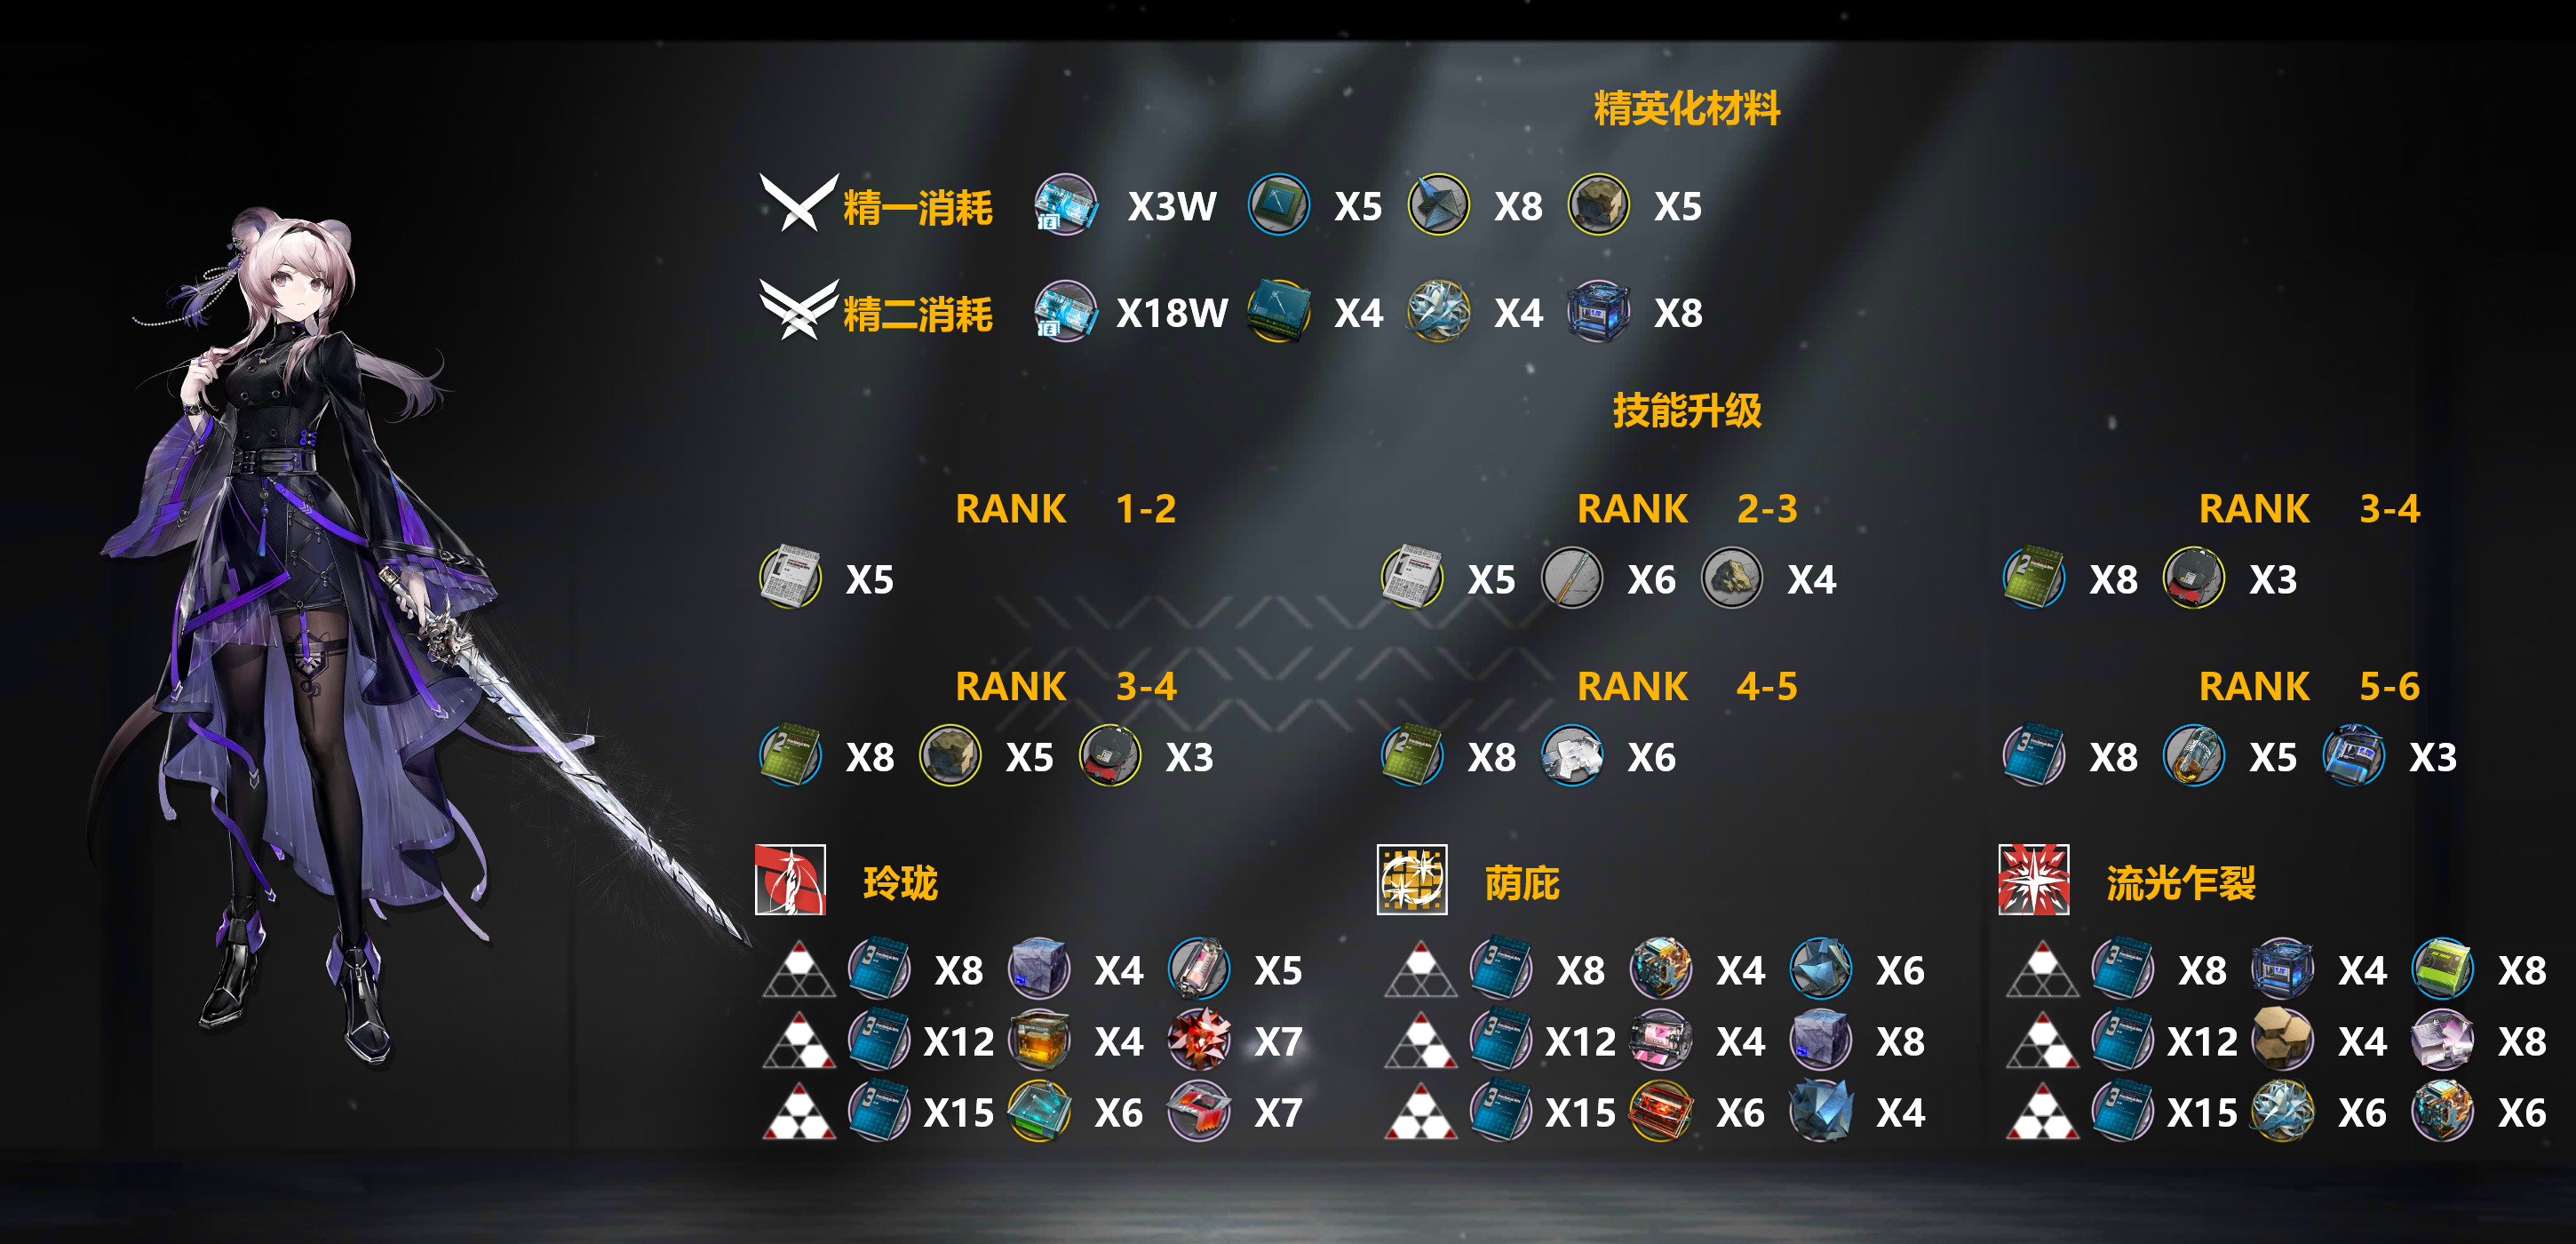 精英化材料
精一消耗 X3W X5 X8 X5
精二消耗 X18W X4 X4 X8
技能升级
RANK 1-2 RANK 2-3 RANK 3-4
X5 X5 X6 X4 X8 X3
RANK 3-4 RANK 4-5 RANK 5-6
X8 X5 X3 X8 X6 X8 X5 X3
玲珑 荫庇 流光乍裂
X8 X4 X5 X8 X4 X6 X8 X4 X8
X12 X4 X7 X12 X4 X8 X12 X4 X8
X15 X6 X7 X15 X6 X4 X15 X6 X6